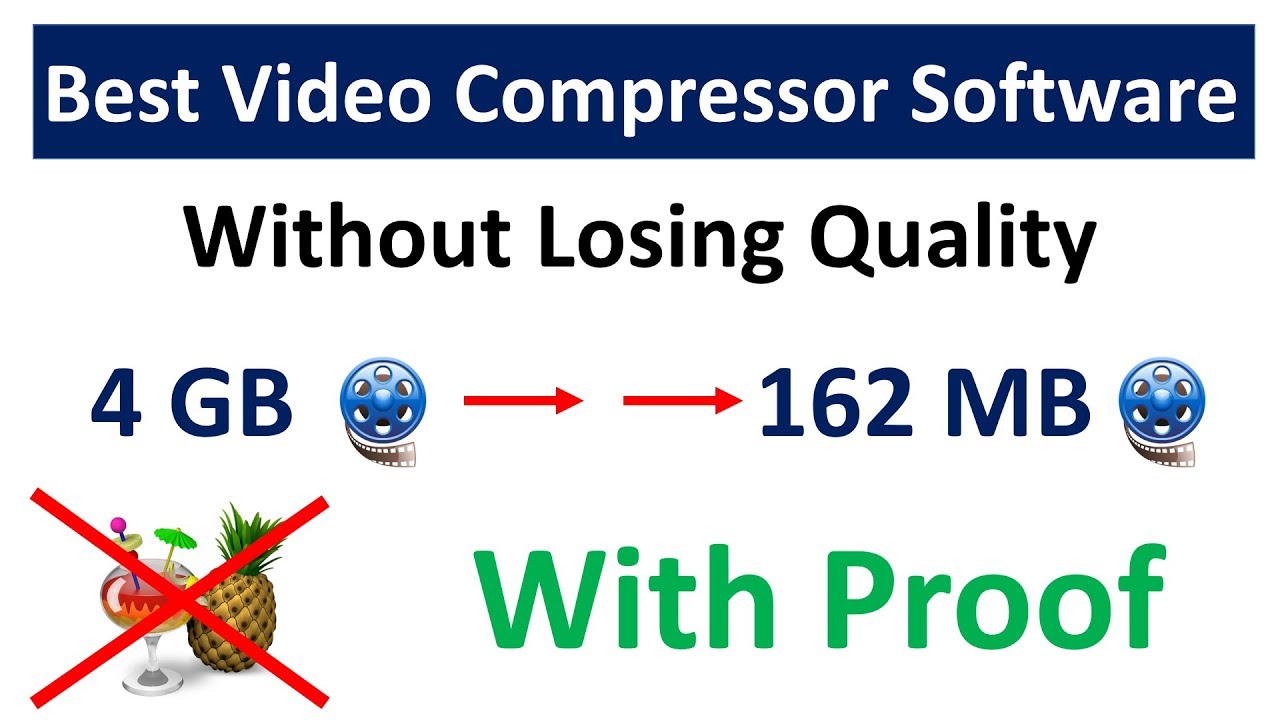 Best Video Compressor Software
Without Losing Quality
4 GB 162 MB
With Proof